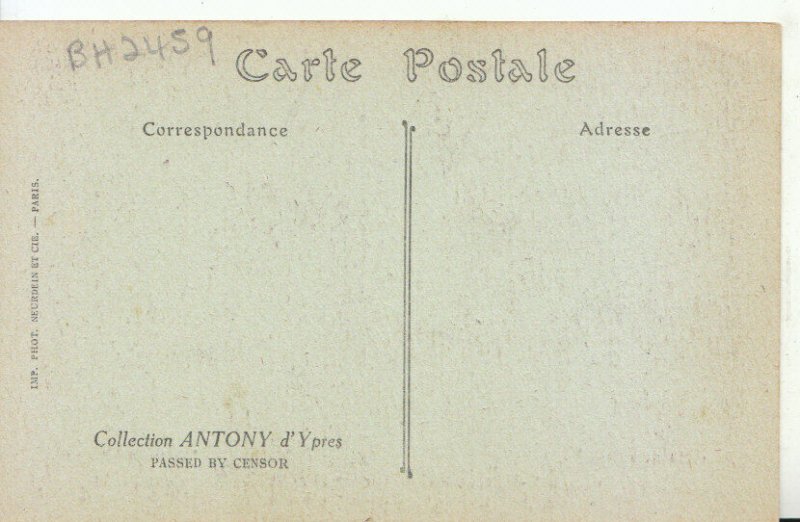 BH2459
Carte Postale
Correspondance
Adresse
IMP. PHOT. NEURDEIN ET CIE. — PARIS.
Collection ANTONY d'Ypres
PASSED BY CENSOR